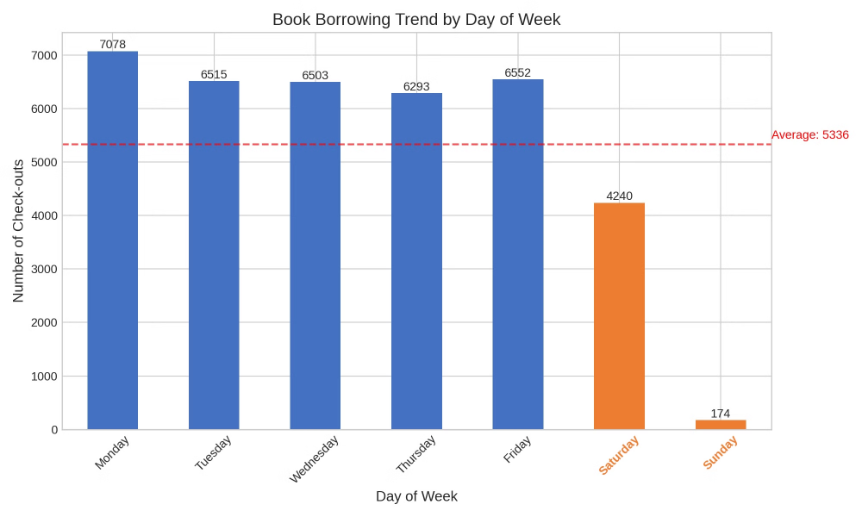 Book Borrowing Trend by Day of Week
7078
6515
6503
6293
6552
4240
174
Average: 5336
7000
6000
5000
4000
3000
2000
1000
0
Number of Check-outs
Monday
Tuesday
Wednesday
Thursday
Friday
Saturday
Sunday
Day of Week